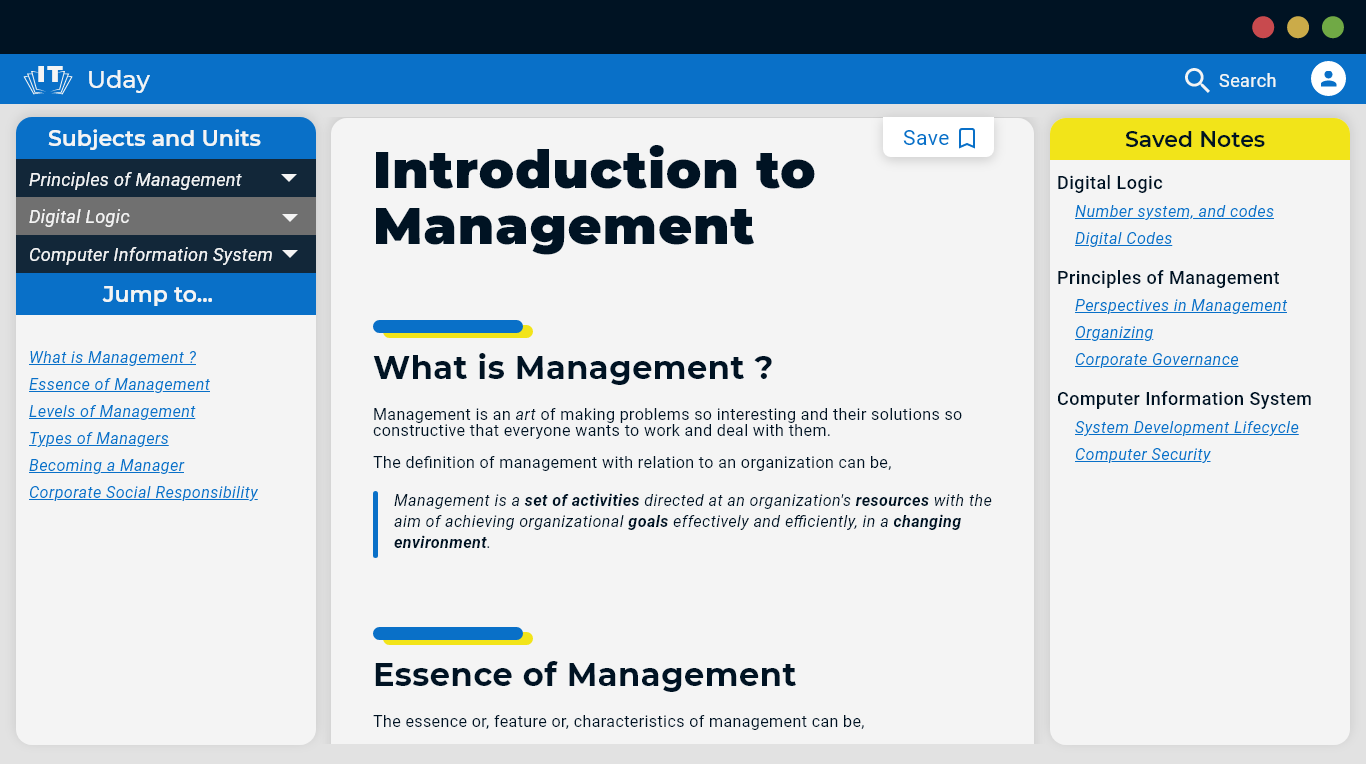 IT Uday
Search
Subjects and Units
Principles of Management
Digital Logic
Computer Information System
Jump to...
What is Management ?
Essence of Management
Levels of Management
Types of Managers
Becoming a Manager
Corporate Social Responsibility
Save
Introduction to
Management
What is Management ?
Management is an art of making problems so interesting and their solutions so
constructive that everyone wants to work and deal with them.
The definition of management with relation to an organization can be,
Management is a set of activities directed at an organization's resources with the
aim of achieving organizational goals effectively and efficiently, in a changing
environment.
Essence of Management
The essence or, feature or, characteristics of management can be,
Saved Notes
Digital Logic
Number system, and codes
Digital Codes
Principles of Management
Perspectives in Management
Organizing
Corporate Governance
Computer Information System
System Development Lifecycle
Computer Security